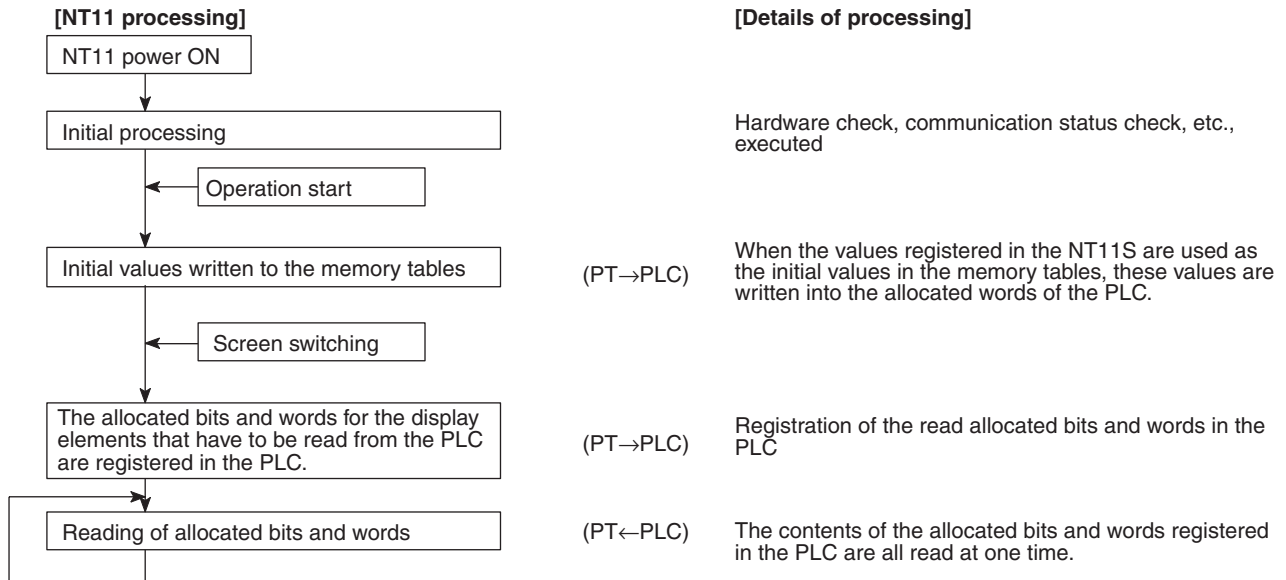 [NT11 processing]
[Details of processing]
NT11 power ON
Initial processing
Hardware check, communication status check, etc.,
executed
Operation start
Initial values written to the memory tables
(PT→PLC)
When the values registered in the NT11S are used as
the initial values in the memory tables, these values are
written into the allocated words of the PLC.
Screen switching
The allocated bits and words for the display
elements that have to be read from the PLC
are registered in the PLC.
(PT→PLC)
Registration of the read allocated bits and words in the
PLC
Reading of allocated bits and words
(PT←PLC)
The contents of the allocated bits and words registered
in the PLC are all read at one time.